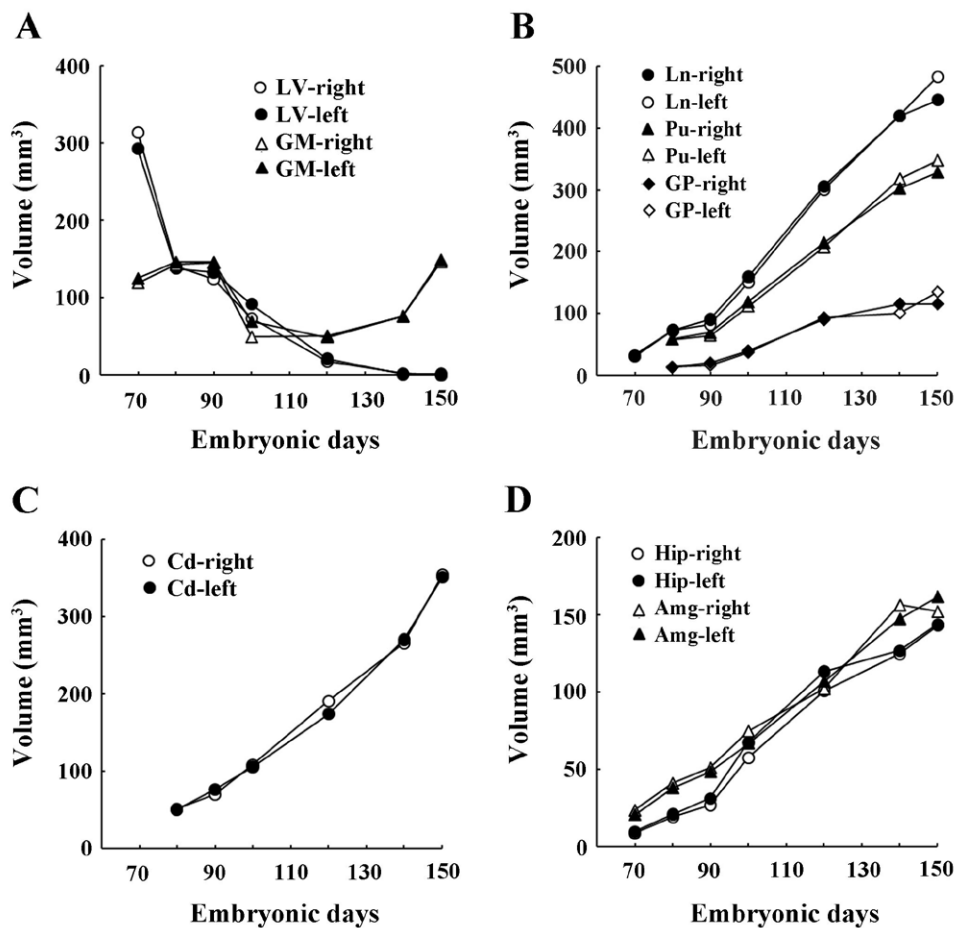 A
400
300
200
100
0
Volume (mm³)
LV-right
LV-left
GM-right
GM-left
70 90 110 130 150
Embryonic days
B
500
400
300
200
100
0
Volume (mm³)
Ln-right
Ln-left
Pu-right
Pu-left
GP-right
GP-left
70 90 110 130 150
Embryonic days
C
400
300
200
100
0
Volume (mm³)
Cd-right
Cd-left
70 90 110 130 150
Embryonic days
D
200
150
100
50
0
Volume (mm³)
Hip-right
Hip-left
Amg-right
Amg-left
70 90 110 130 150
Embryonic days